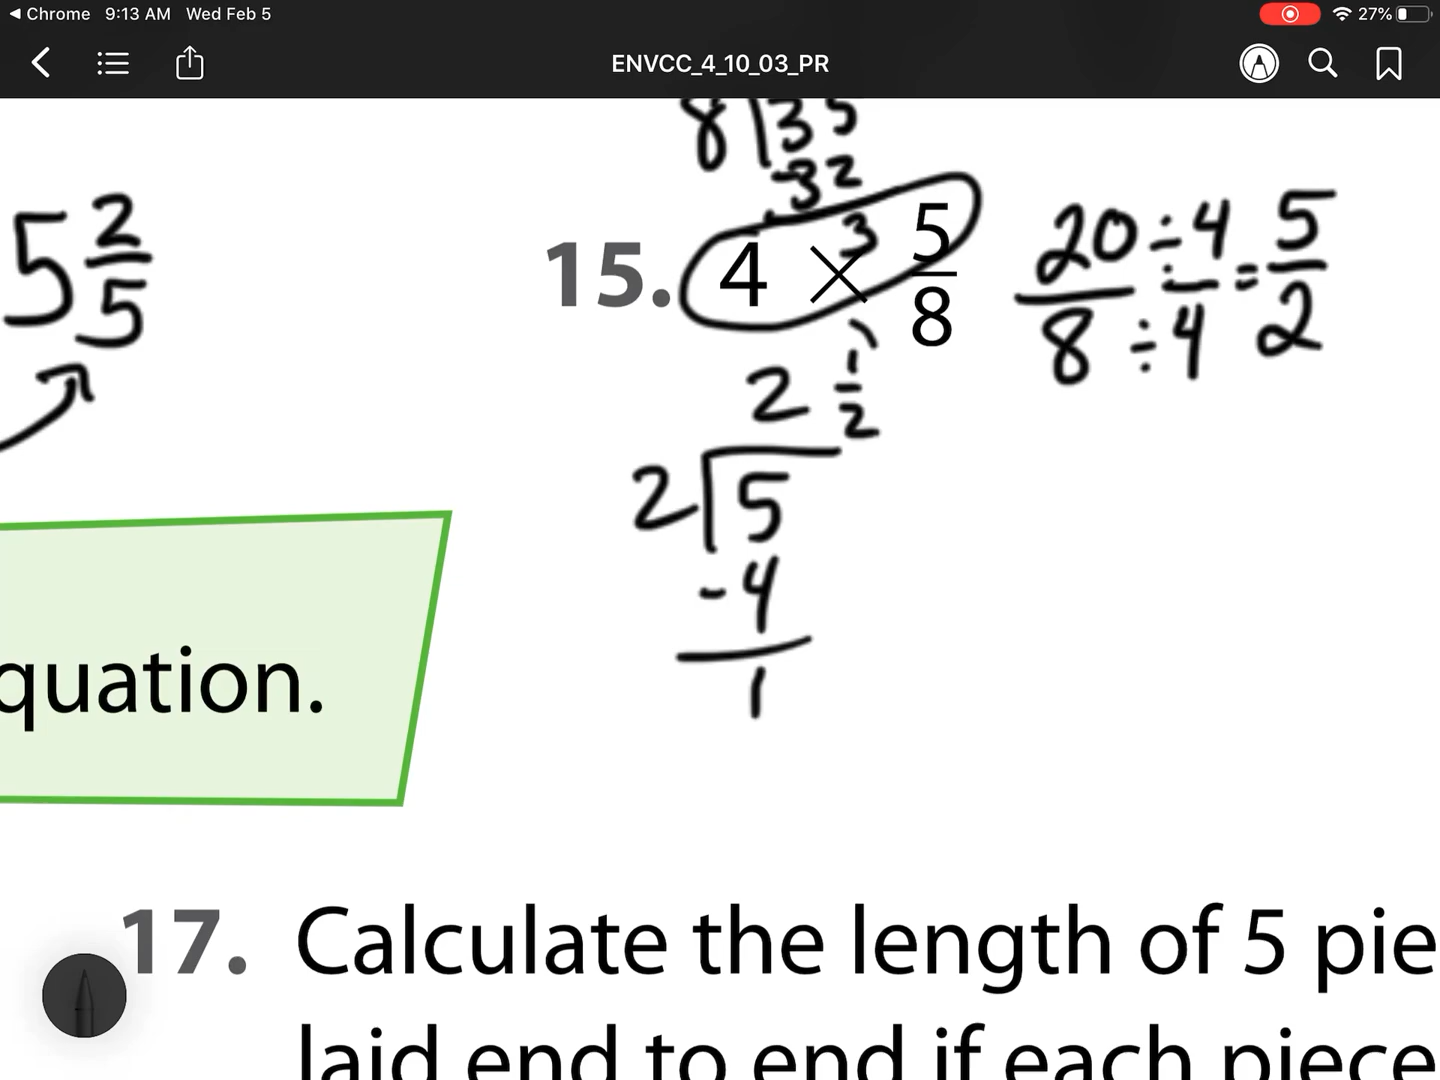 Chrome 9:13 AM Wed Feb 5 27%
ENVCC_4_10_03_PR
8 35
-32
3
5 2/5
15. 4 × 5/8 20/8 ÷ 4/4 = 5/2
2 1/2
2 5
-4
1
quation.
17. Calculate the length of 5 pie
laid end to end if each piece